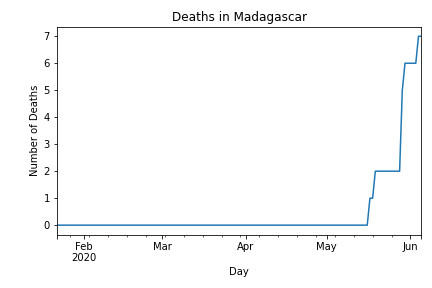 Deaths in Madagascar
Number of Deaths
7
6
5
4
3
2
1
0
Feb
2020
Mar
Apr
May
Jun
Day